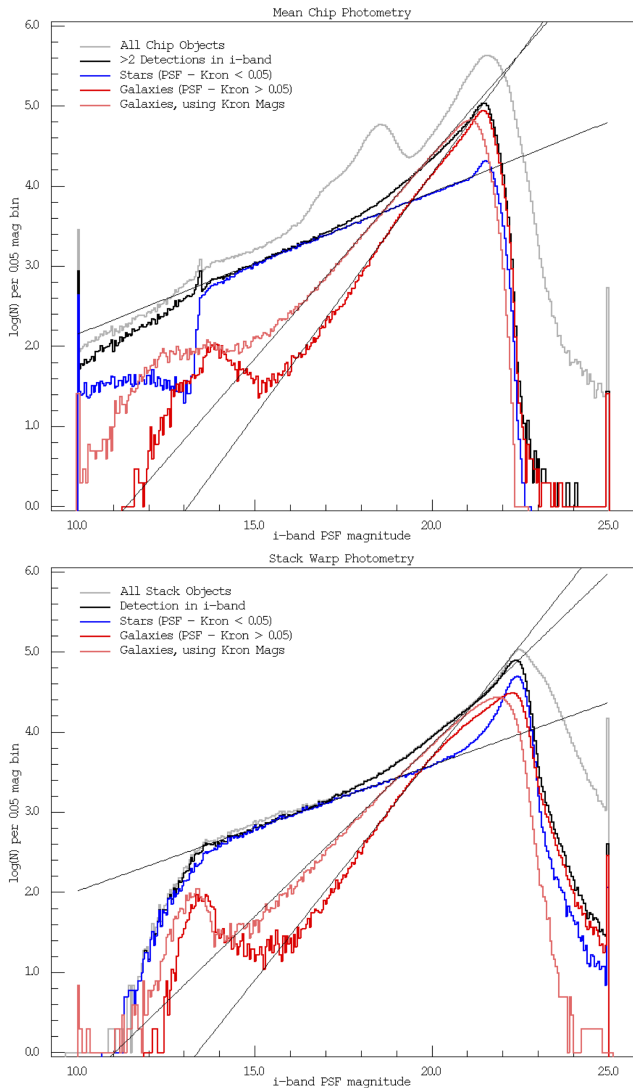 Mean Chip Photometry
6.0
All Chip Objects
>2 Detections in i-band
Stars (PSF - Kron < 0.05)
Galaxies (PSF - Kron > 0.05)
Galaxies, using Kron Mags
5.0
4.0
3.0
2.0
1.0
0.0
log(N) per 0.05 mag bin
10.0 15.0 20.0 25.0
i-band PSF magnitude
Stack Warp Photometry
6.0
All Stack Objects
Detection in i-band
Stars (PSF - Kron < 0.05)
Galaxies (PSF - Kron > 0.05)
Galaxies, using Kron Mags
5.0
4.0
3.0
2.0
1.0
0.0
log(N) per 0.05 mag bin
10.0 15.0 20.0 25.0
i-band PSF magnitude